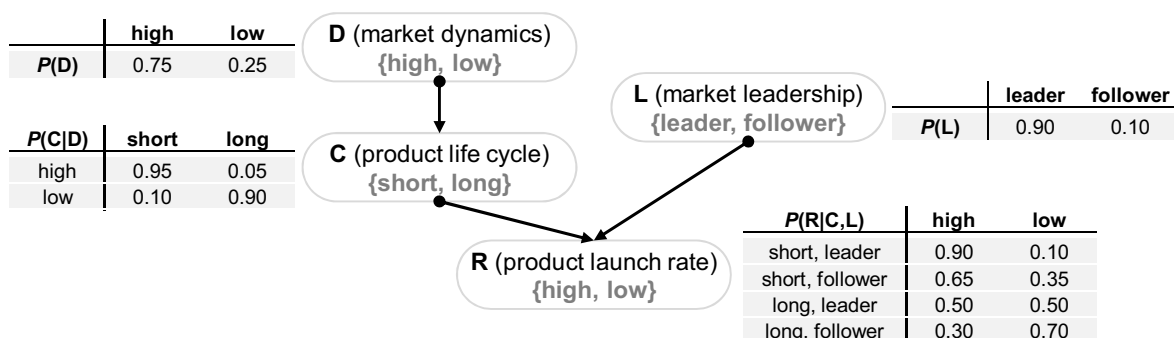 high low
P(D) 0.75 0.25
D (market dynamics)
{high, low}
L (market leadership)
{leader, follower}
leader follower
P(L) 0.90 0.10
P(C|D) short long
high 0.95 0.05
low 0.10 0.90
C (product life cycle)
{short, long}
R (product launch rate)
{high, low}
P(R|C,L) high low
short, leader 0.90 0.10
short, follower 0.65 0.35
long, leader 0.50 0.50
long, follower 0.30 0.70